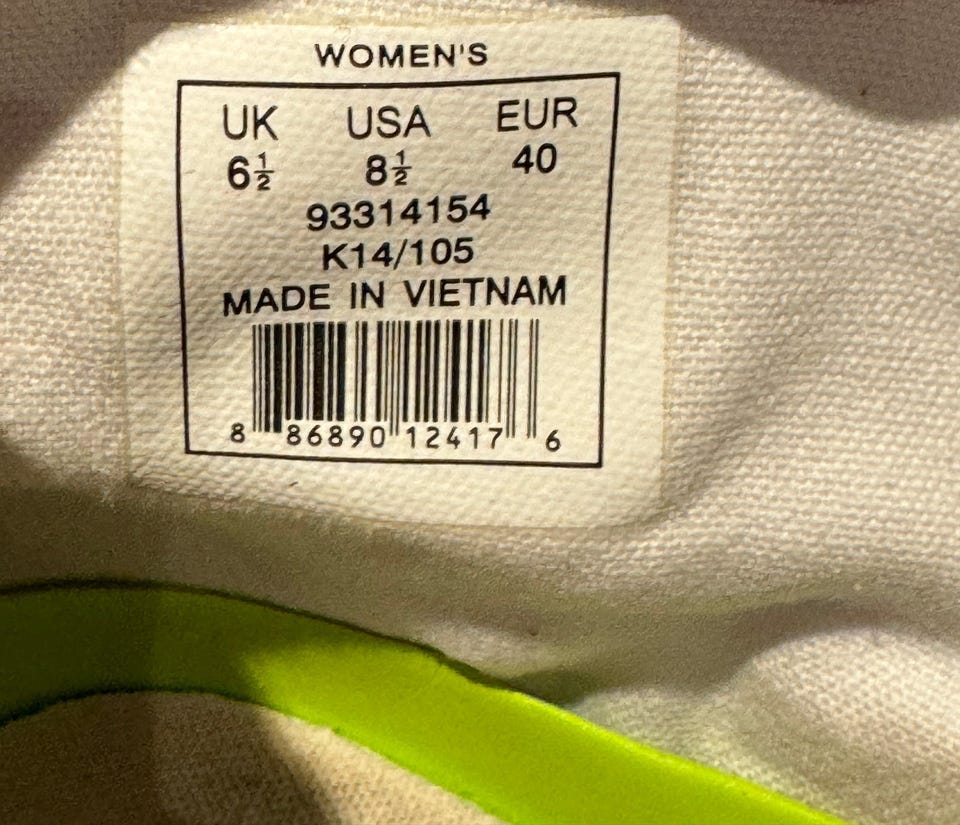 WOMEN'S
UK USA EUR
6½ 8½ 40
93314154
K14/105
MADE IN VIETNAM
8 86890 12417 6